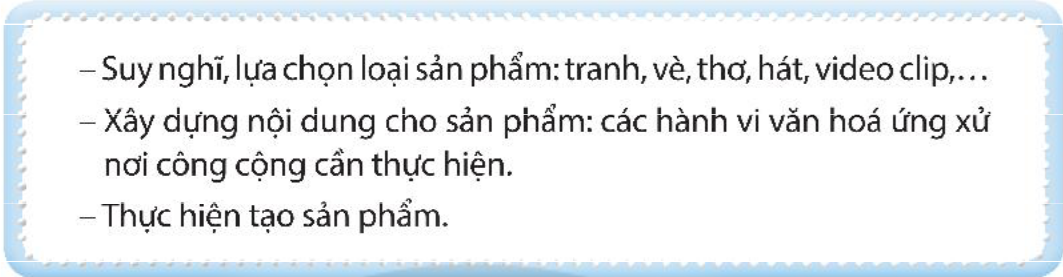 – Suy nghĩ, lựa chọn loại sản phẩm: tranh, vè, thơ, hát, video clip,…
– Xây dựng nội dung cho sản phẩm: các hành vi văn hoá ứng xử
nơi công cộng cần thực hiện.
– Thực hiện tạo sản phẩm.